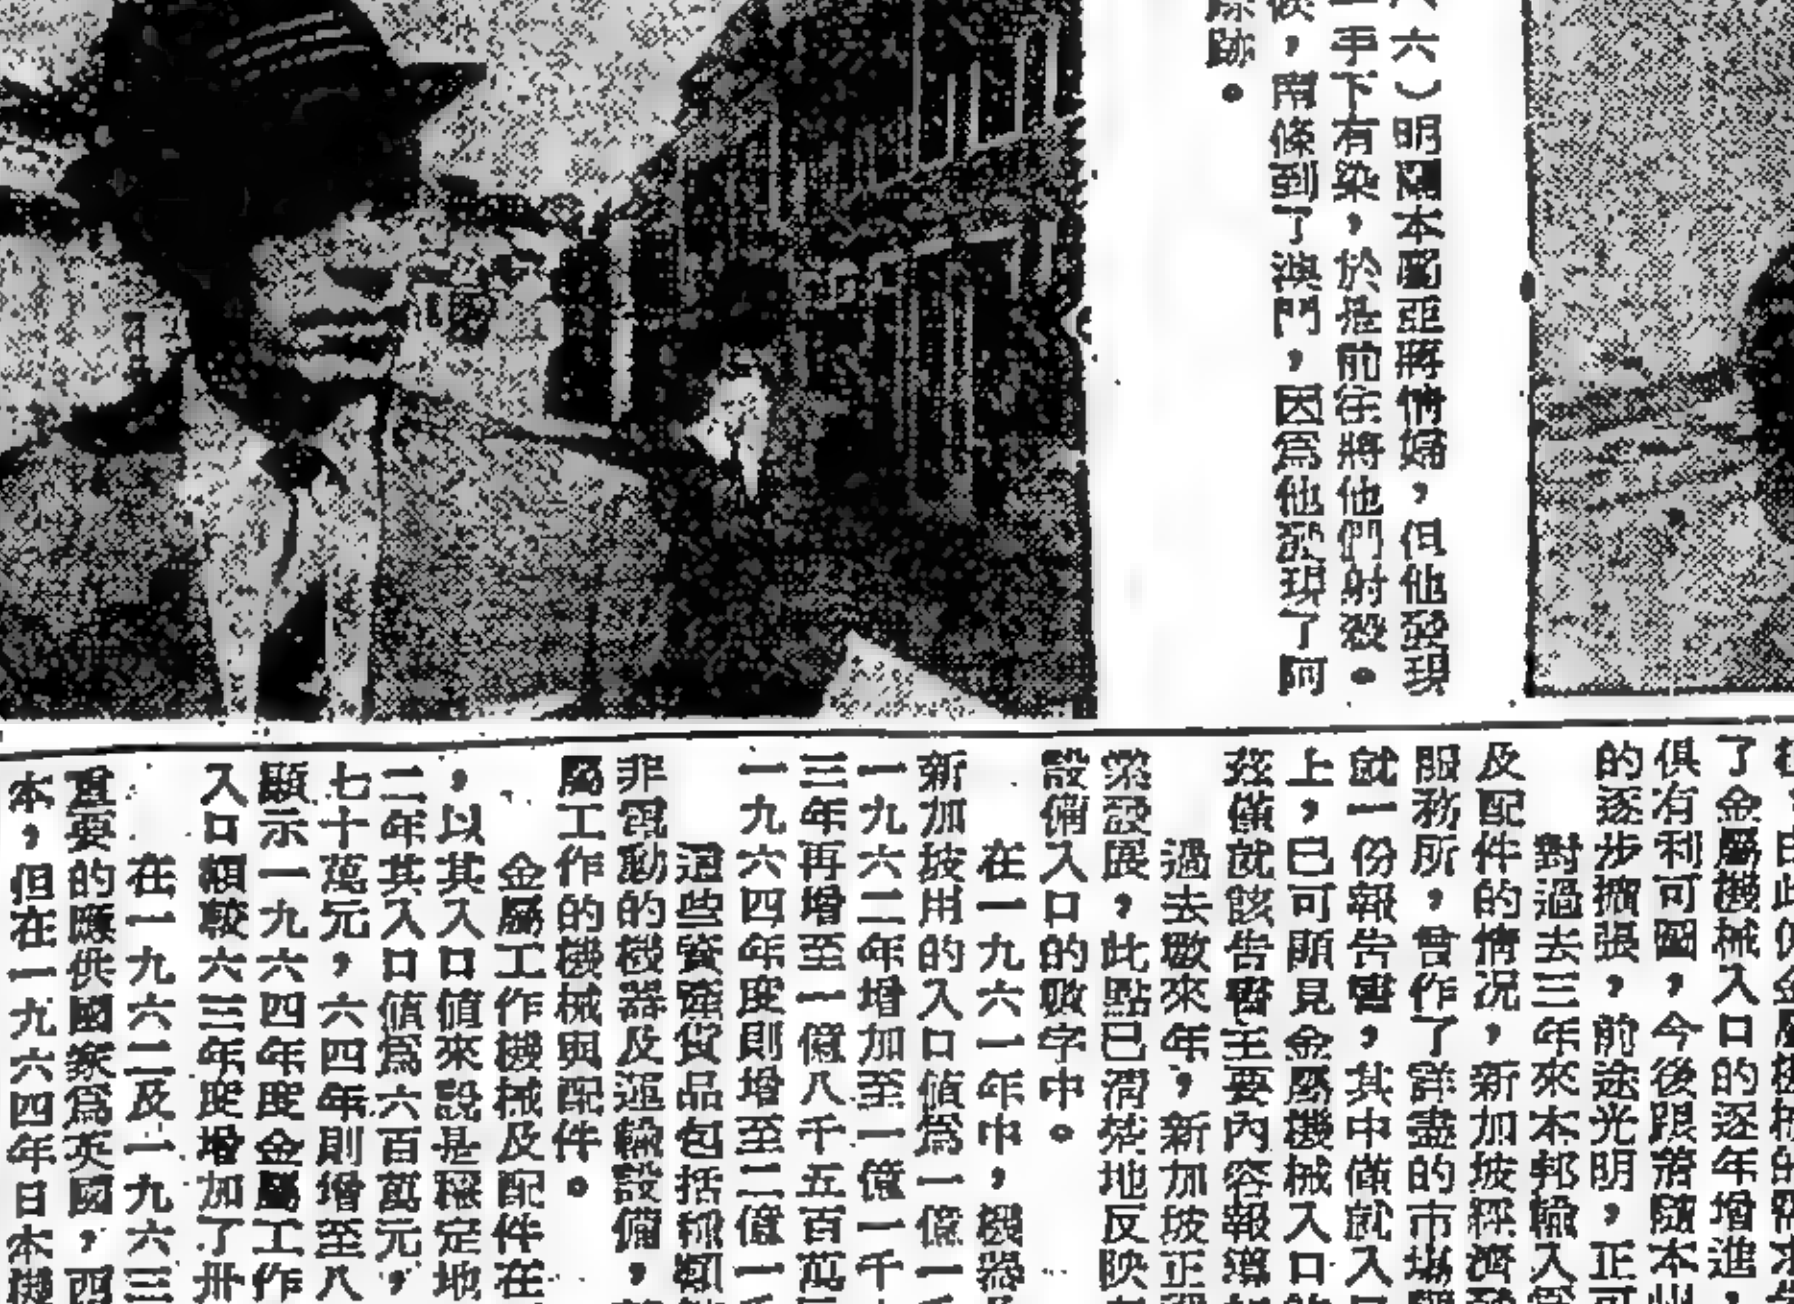 六）明關本屬亞蔣情婦，但他發現
手下有染，於是前往將他們射殺。
，南條到了澳門，因爲他發現了阿
跡。
了金屬機械入口的逐年增進，
俱有利可圖，今後跟着隨本州
的逐步擴張，前途光明，正可
對過去三年來本邦輸入
及配件的情況，新加坡經濟發
服務所，曾作了詳盡的市場
就一份報告書，其中僅就入口
上，已可顯見金屬機械入口的
茲僅就該告書主要內容報導
過去數來年，新加坡正
業設展，此點已清楚地反映
設備入口的數字中。
在一九六一年中，機器
新加坡用的入口值爲一億一千
一九六二年增加至一億一千
三年再增至一億八千五百萬
一九六四年度則增至二億一千
這些資產貨品包括種類
非電動的機器及運輸設備，
屬工作的機械與配件。
金屬工作機械及配件在
，以其入口值來說是穩定地
二年其入口值爲六百萬元，
七十萬元，六四年則增至八
顯示一九六四年度金屬工作
入口額較六三年度增加了卅
在一九六二及一九六三
重要的應供國家爲英國，西
本，但在一九六四年日本機